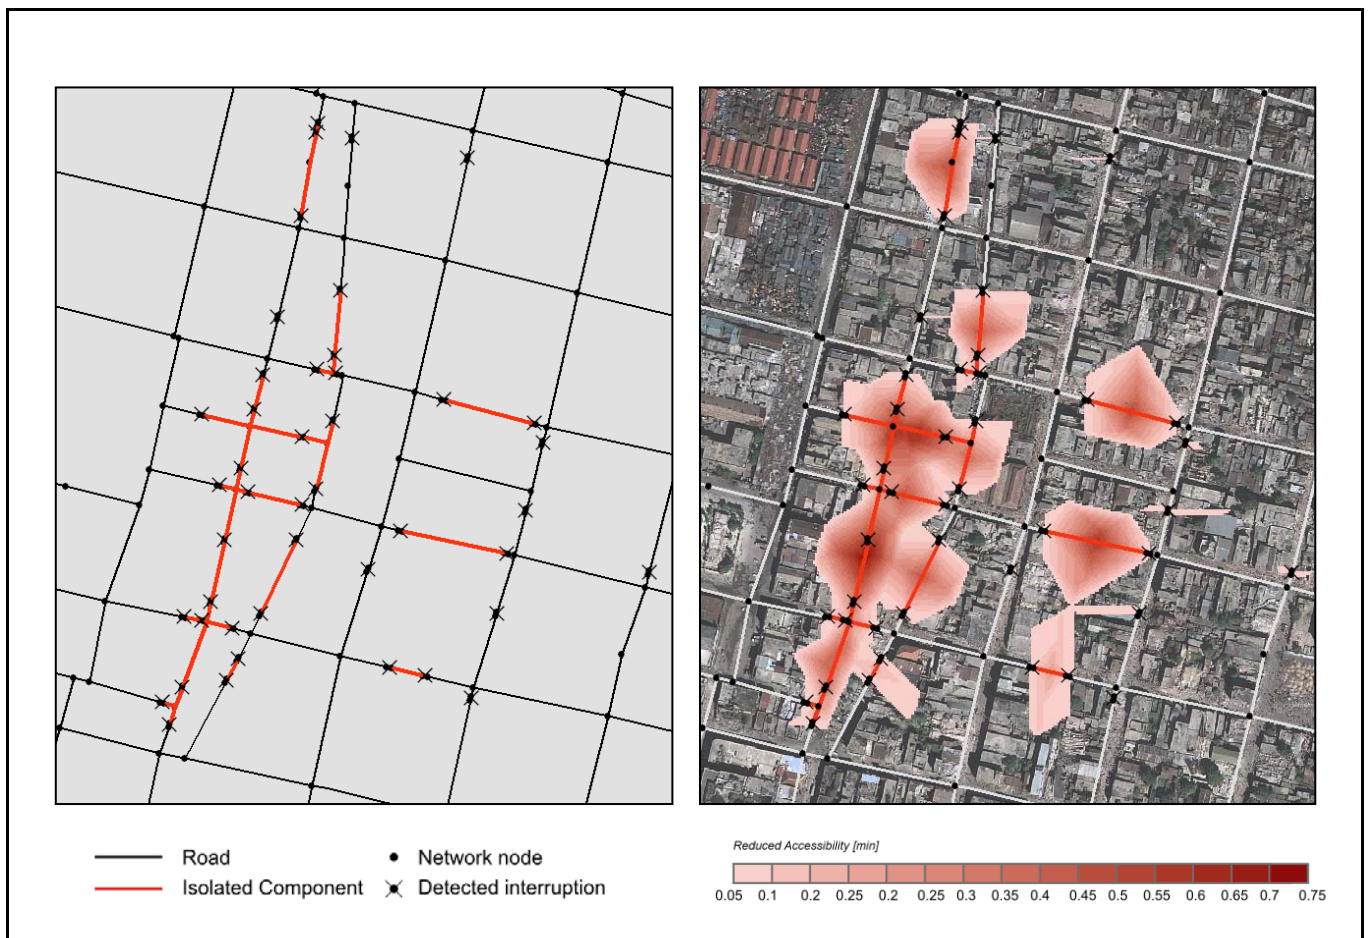 Road
Network node
Isolated Component
Detected interruption
Reduced Accessibility [min]
0.05 0.1 0.2 0.25 0.2 0.25 0.3 0.35 0.4 0.45 0.5 0.55 0.6 0.65 0.7 0.75